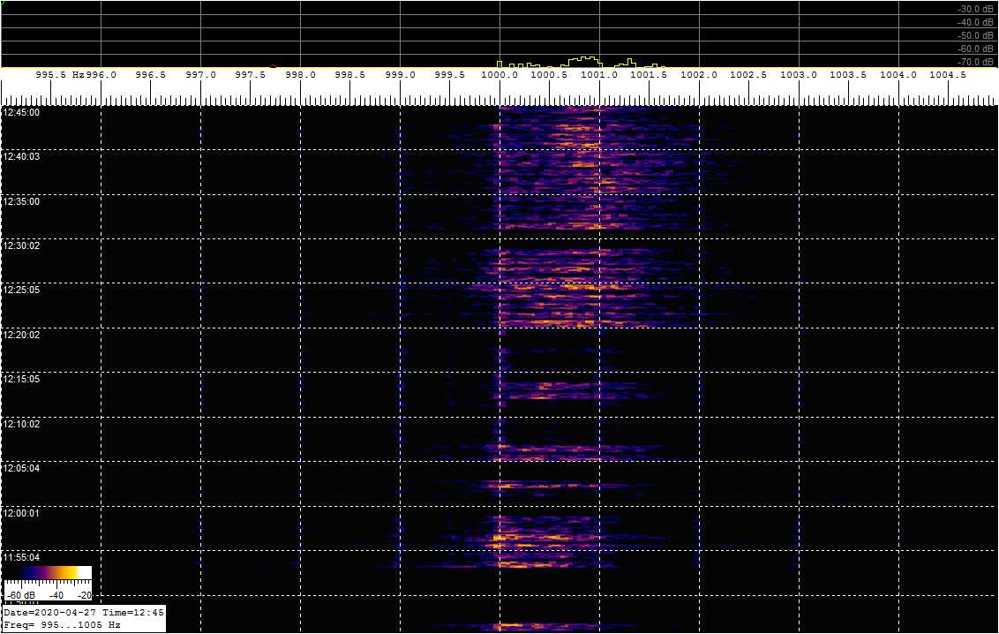 -30.0 dB
-40.0 dB
-50.0 dB
-60.0 dB
-70.0 dB
995.5 Hz 996.0 996.5 997.0 997.5 998.0 998.5 999.0 999.5 1000.0 1000.5 1001.0 1001.5 1002.0 1002.5 1003.0 1003.5 1004.0 1004.5
12:45:00
12:40:03
12:35:00
12:30:02
12:25:05
12:20:02
12:15:05
12:10:02
12:05:04
12:00:01
11:55:04
-60 dB -40 -20
Date=2020-04-27 Time=12:45
Freq= 995...1005 Hz